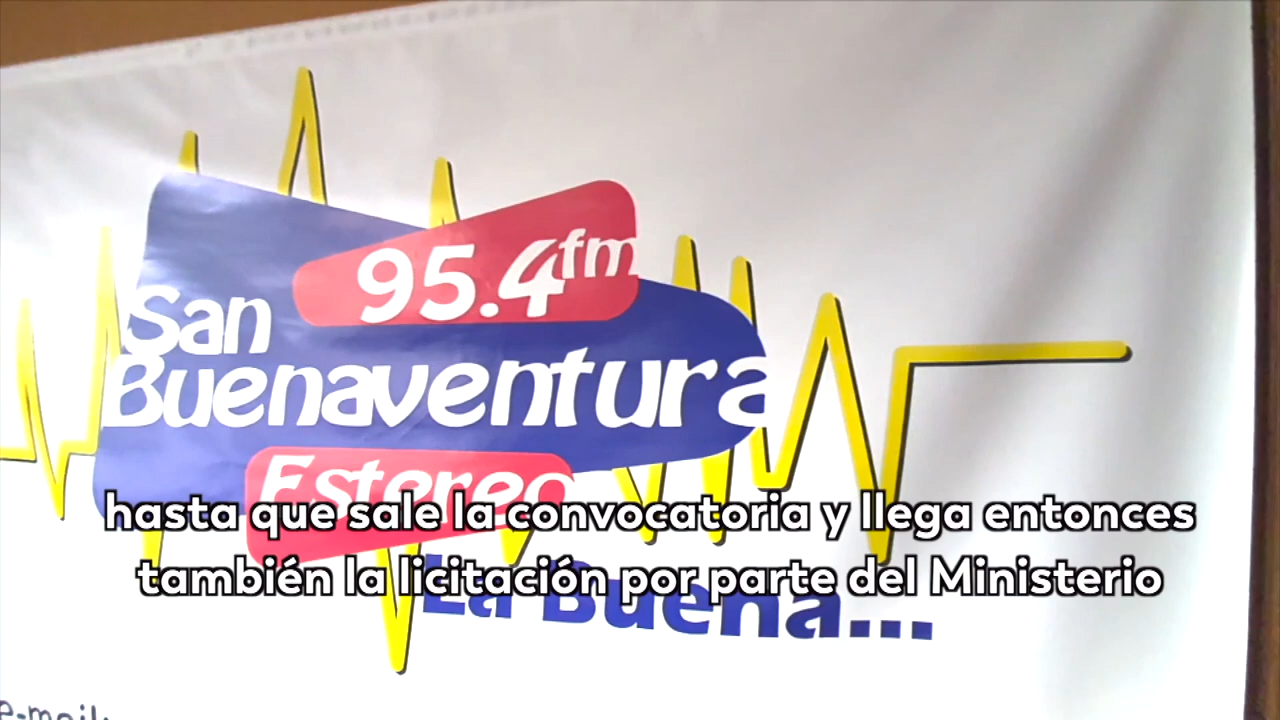 95.4fm
San
Buenaventura
Estereo
hasta que sale la convocatoria y llega entonces
también la licitación por parte del Ministerio
La Buena...
e-mail: